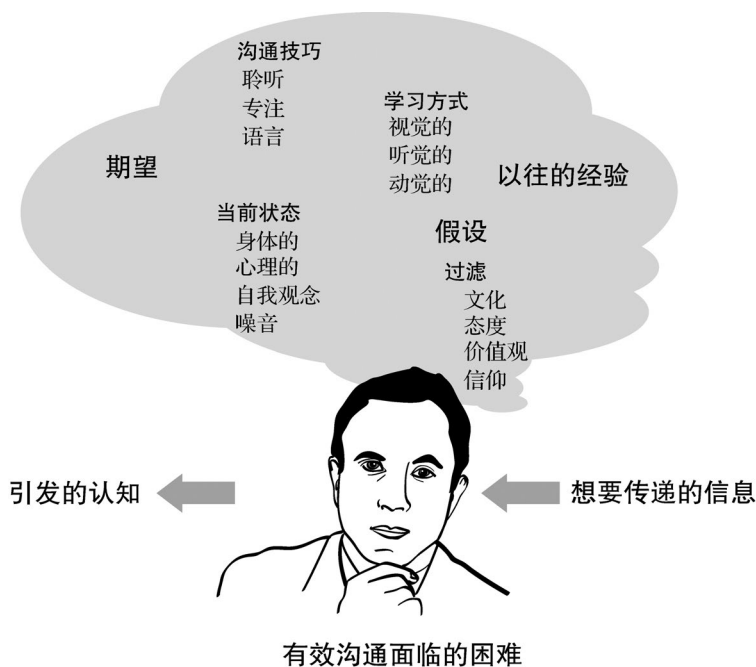 沟通技巧
聆听
专注
语言
学习方式
视觉的
听觉的
动觉的
期望
以往的经验
当前状态
身体的
心理的
自我观念
噪音
假设
过滤
文化
态度
价值观
信仰
引发的认知
想要传递的信息
有效沟通面临的困难